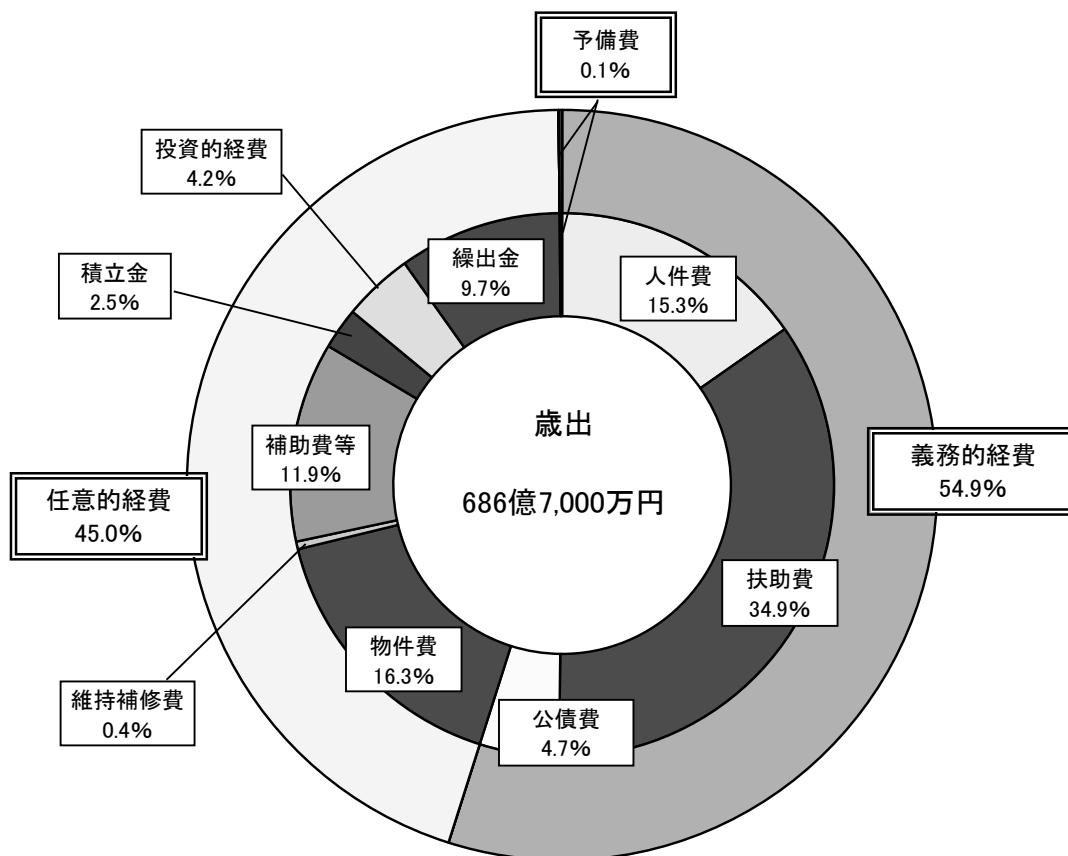 予備費
0.1%
投資的経費
4.2%
積立金
2.5%
繰出金
9.7%
人件費
15.3%
歳出
686億7,000万円
補助費等
11.9%
義務的経費
54.9%
任意的経費
45.0%
扶助費
34.9%
物件費
16.3%
維持補修費
0.4%
公債費
4.7%